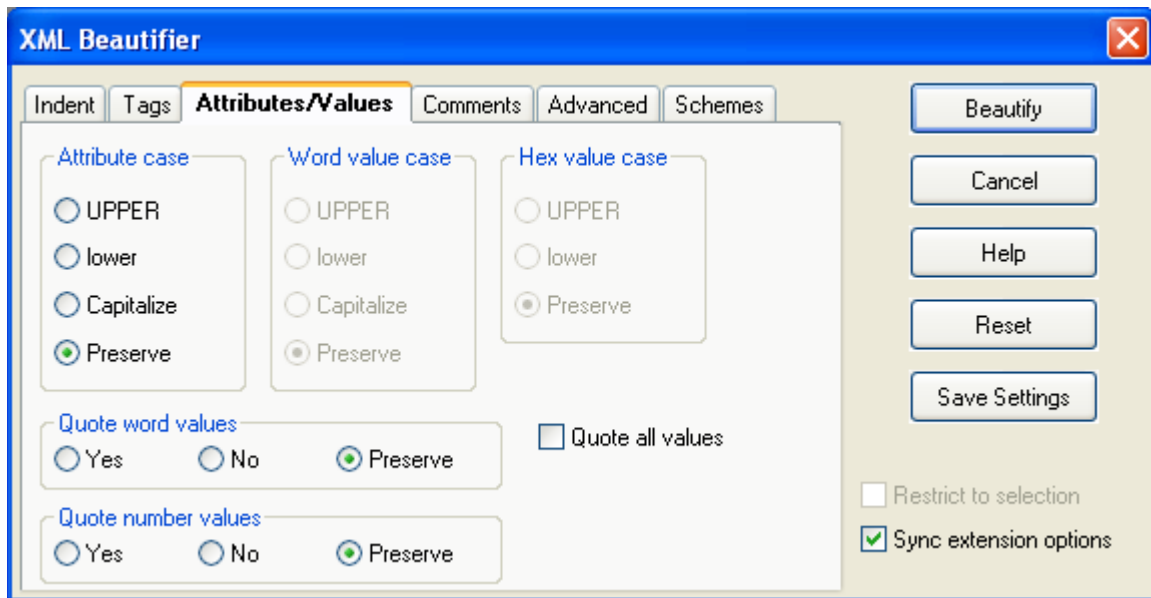 XML Beautifier
Indent Tags Attributes/Values Comments Advanced Schemes
Attribute case
UPPER
lower
Capitalize
Preserve
Word value case
UPPER
lower
Capitalize
Preserve
Hex value case
UPPER
lower
Preserve
Quote word values
Yes No Preserve
Quote all values
Quote number values
Yes No Preserve
Beautify
Cancel
Help
Reset
Save Settings
Restrict to selection
Sync extension options